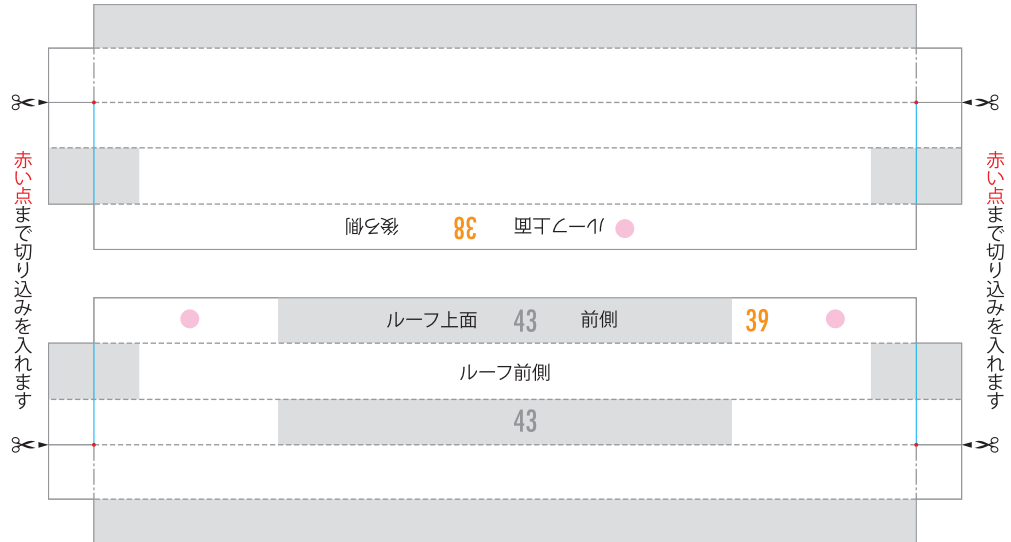 赤い点まで切り込みを入れます
赤い点まで切り込みを入れます
ルーフ上面 38 後ろ側
ルーフ上面 43 前側 39
ルーフ前側
43